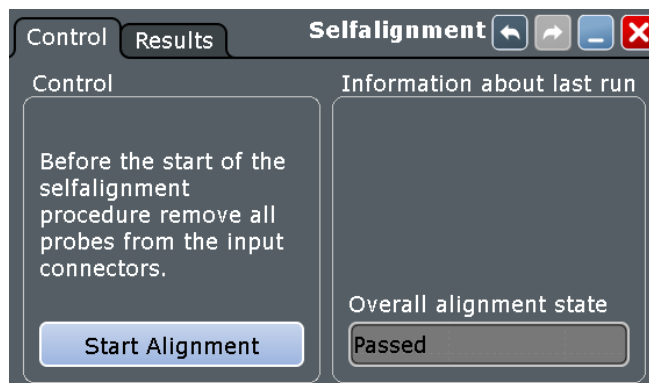 Control Results Selfalignment
Control
Information about last run
Before the start of the
selfalignment
procedure remove all
probes from the input
connectors.
Start Alignment
Overall alignment state
Passed